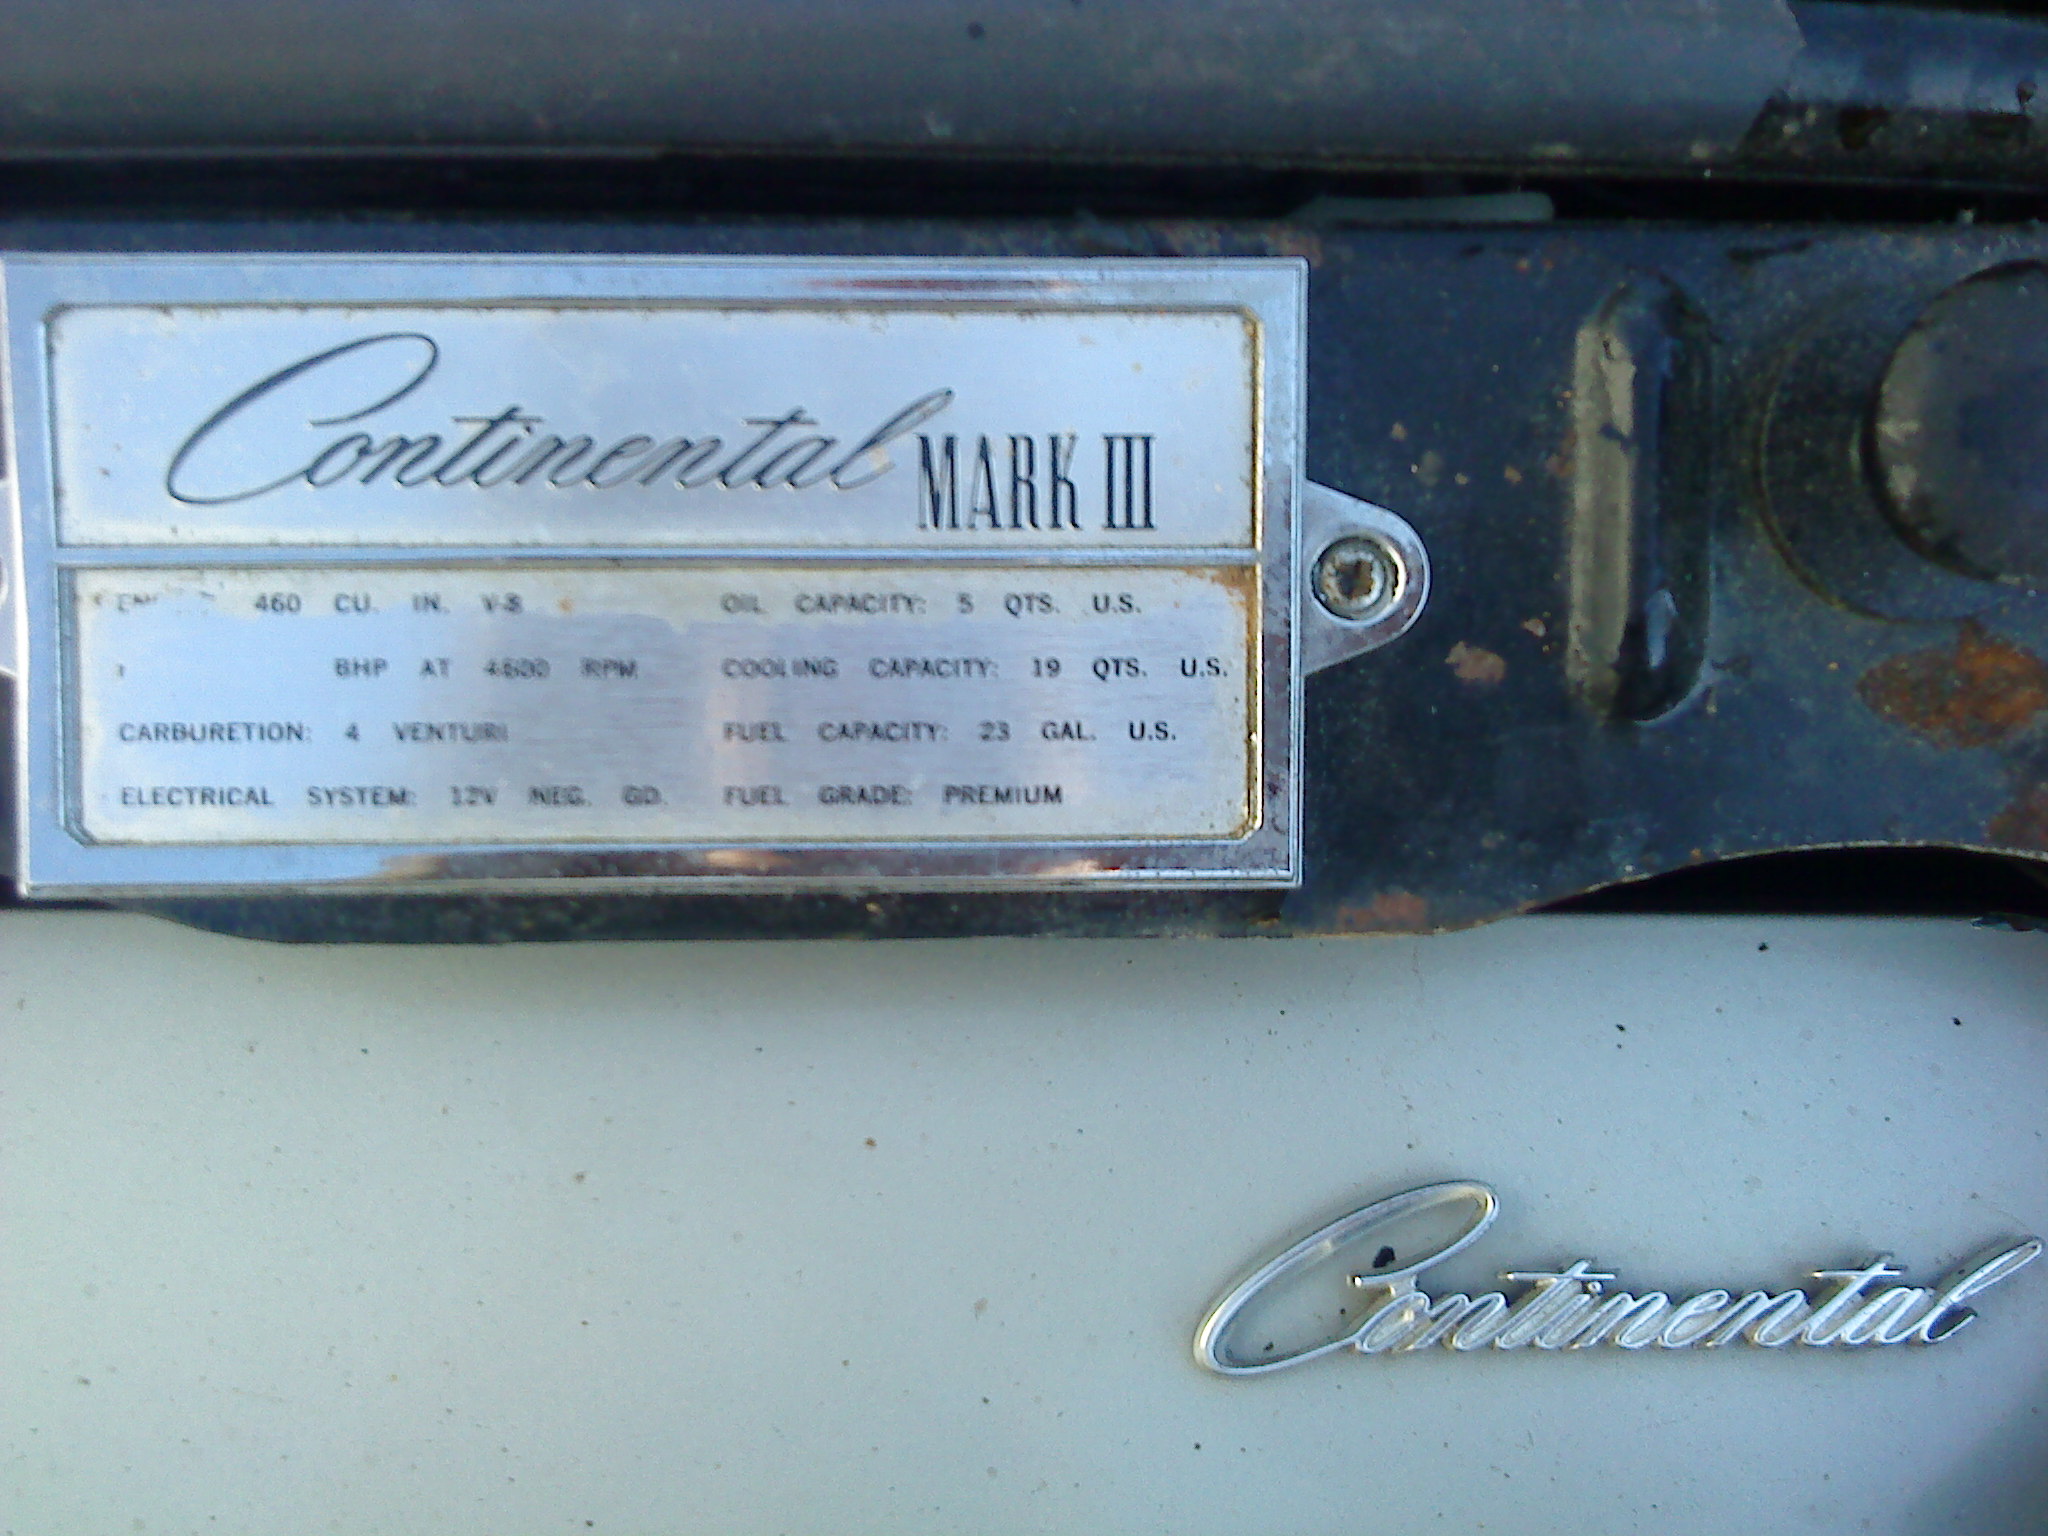 Continental MARK III
460 CU. IN. V-8
BHP AT 4600 RPM
CARBURETION: 4 VENTURI
ELECTRICAL SYSTEM: 12V NEG. GD.
OIL CAPACITY: 5 QTS. U.S.
COOLING CAPACITY: 19 QTS. U.S.
FUEL CAPACITY: 23 GAL. U.S.
FUEL GRADE: PREMIUM
Continental